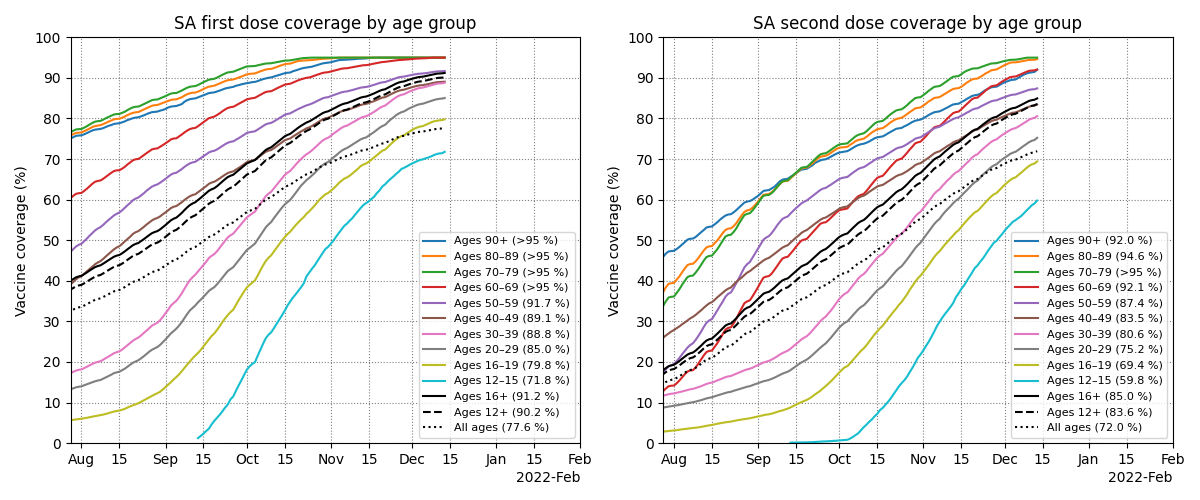 SA first dose coverage by age group
Vaccine coverage (%)
100
90
80
70
60
50
40
30
20
10
0
Aug 15 Sep 15 Oct 15 Nov 15 Dec 15 Jan 15 Feb
2022-Feb
Ages 90+ (>95 %)
Ages 80–89 (>95 %)
Ages 70–79 (>95 %)
Ages 60–69 (>95 %)
Ages 50–59 (91.7 %)
Ages 40–49 (89.1 %)
Ages 30–39 (88.8 %)
Ages 20–29 (85.0 %)
Ages 16–19 (79.8 %)
Ages 12–15 (71.8 %)
Ages 16+ (91.2 %)
Ages 12+ (90.2 %)
All ages (77.6 %)
SA second dose coverage by age group
Vaccine coverage (%)
100
90
80
70
60
50
40
30
20
10
0
Aug 15 Sep 15 Oct 15 Nov 15 Dec 15 Jan 15 Feb
2022-Feb
Ages 90+ (92.0 %)
Ages 80–89 (94.6 %)
Ages 70–79 (>95 %)
Ages 60–69 (92.1 %)
Ages 50–59 (87.4 %)
Ages 40–49 (83.5 %)
Ages 30–39 (80.6 %)
Ages 20–29 (75.2 %)
Ages 16–19 (69.4 %)
Ages 12–15 (59.8 %)
Ages 16+ (85.0 %)
Ages 12+ (83.6 %)
All ages (72.0 %)